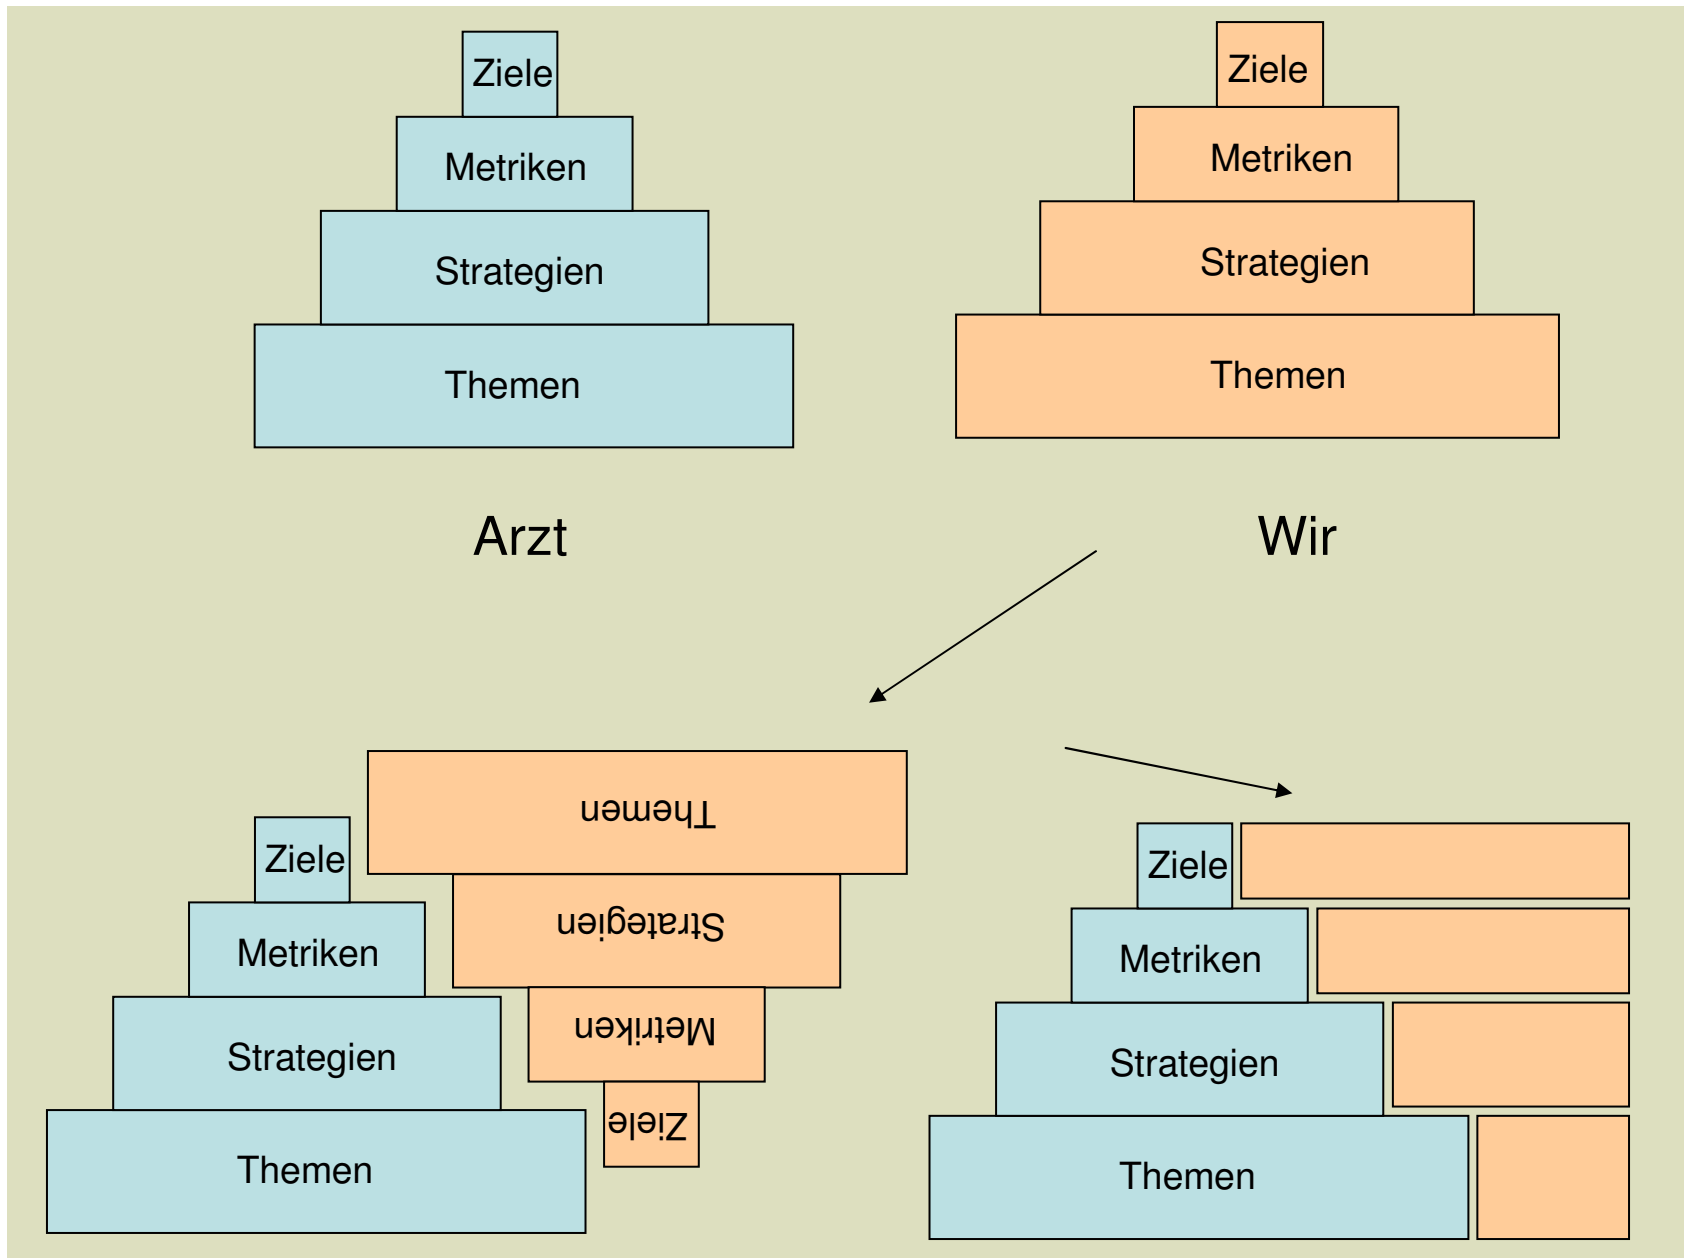 Ziele
Metriken
Strategien
Themen
Arzt
Ziele
Metriken
Strategien
Themen
Wir
Ziele
Metriken
Strategien
Themen
Themen
Strategien
Metriken
Ziele
Ziele
Metriken
Strategien
Themen